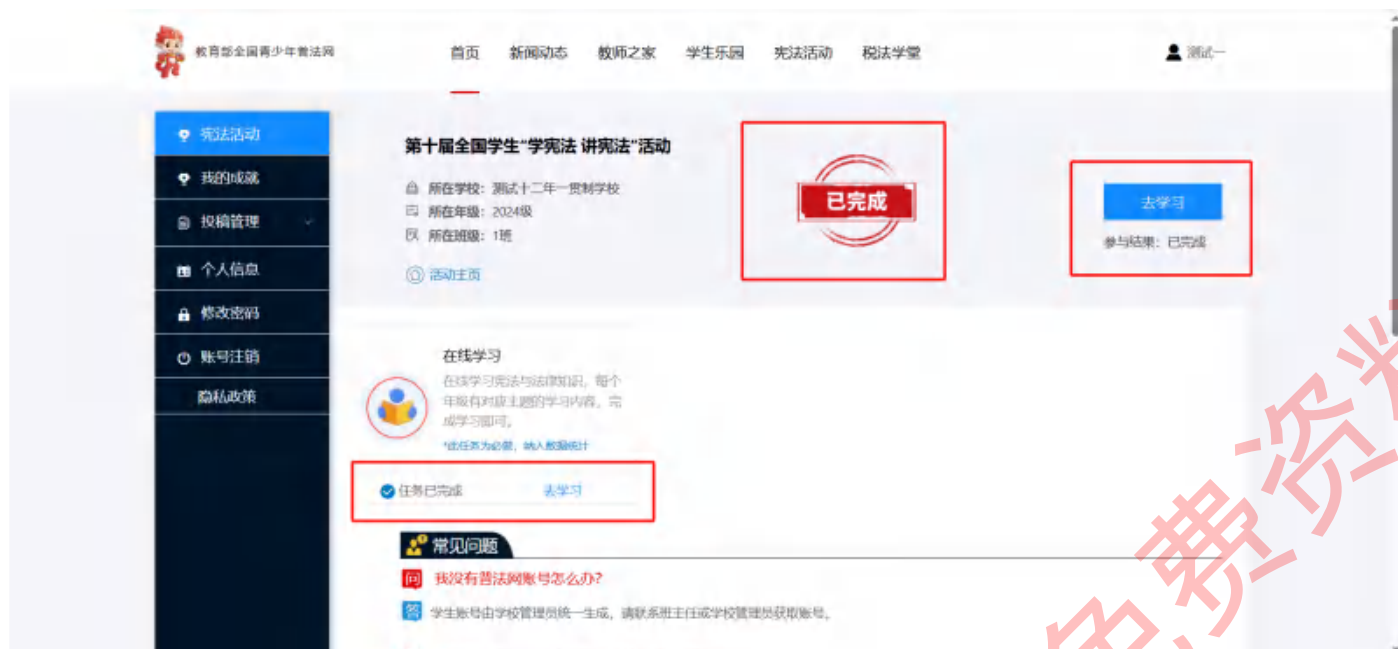 教育部全国青少年普法网
首页 新闻动态 教师之家 学生乐园 宪法活动 税法学堂
测试一
宪法活动
我的成就
投稿管理
个人信息
修改密码
账号注销
隐私政策
第十届全国学生“学宪法 讲宪法”活动
所在学校：测试十二年一贯制学校
所在年级：2024级
所在班级：1班
活动主页
已完成
去学习
参与结果：已完成
在线学习
在线学习宪法与法律知识，每个
年级有对应主题的学习内容，完
成学习即可。
*此任务为必做，纳入数据统计
任务已完成 去学习
常见问题
问 我没有普法网账号怎么办?
答 学生账号由学校管理员统一生成，请联系班主任或学校管理员获取账号。
免费资料